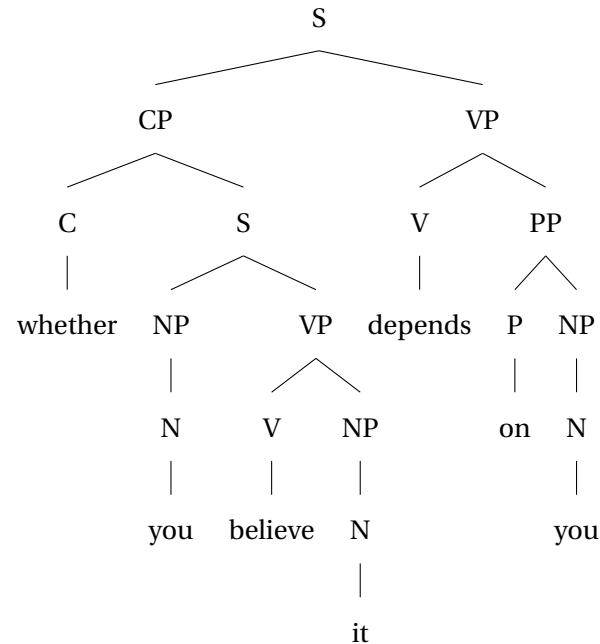 S
CP VP
C S V PP
whether NP VP depends P NP
N V NP on N
you believe N you
it